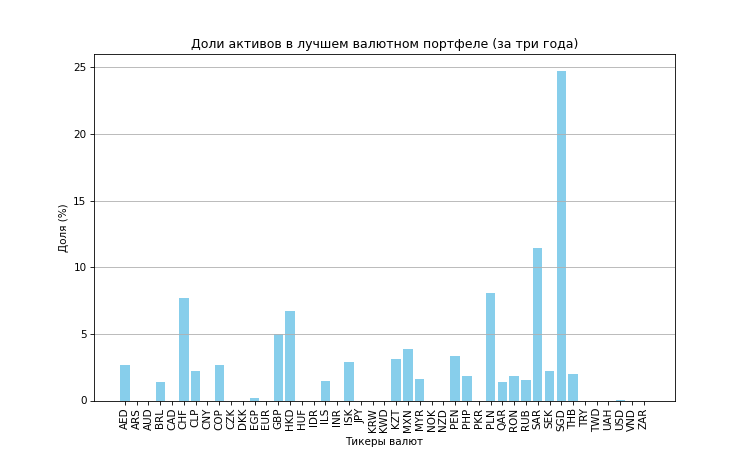 Доли активов в лучшем валютном портфеле (за три года)
Доля (%)
25
20
15
10
5
0
AED ARS AUD BRL CAD CHF CLP CNY COP CZK DKK EGP EUR GBP HKD HUF IDR ILS INR ISK JPY KRW KWD KZT MXN MYR NOK NZD PEN PHP PKR PLN QAR RON RUB SAR SEK SGD THB TRY TWD UAH USD VND ZAR
Тикеры валют